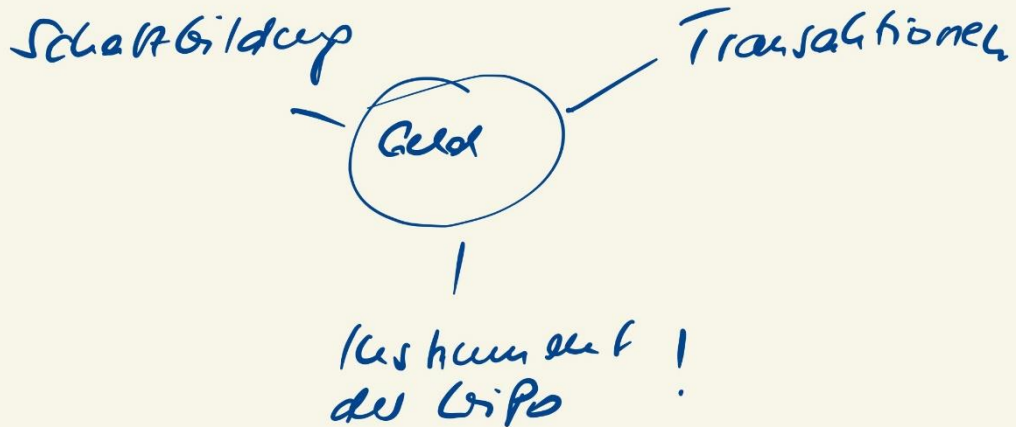 Schatzbildung
Transaktionen
Geld
Instrument !
der WiPo